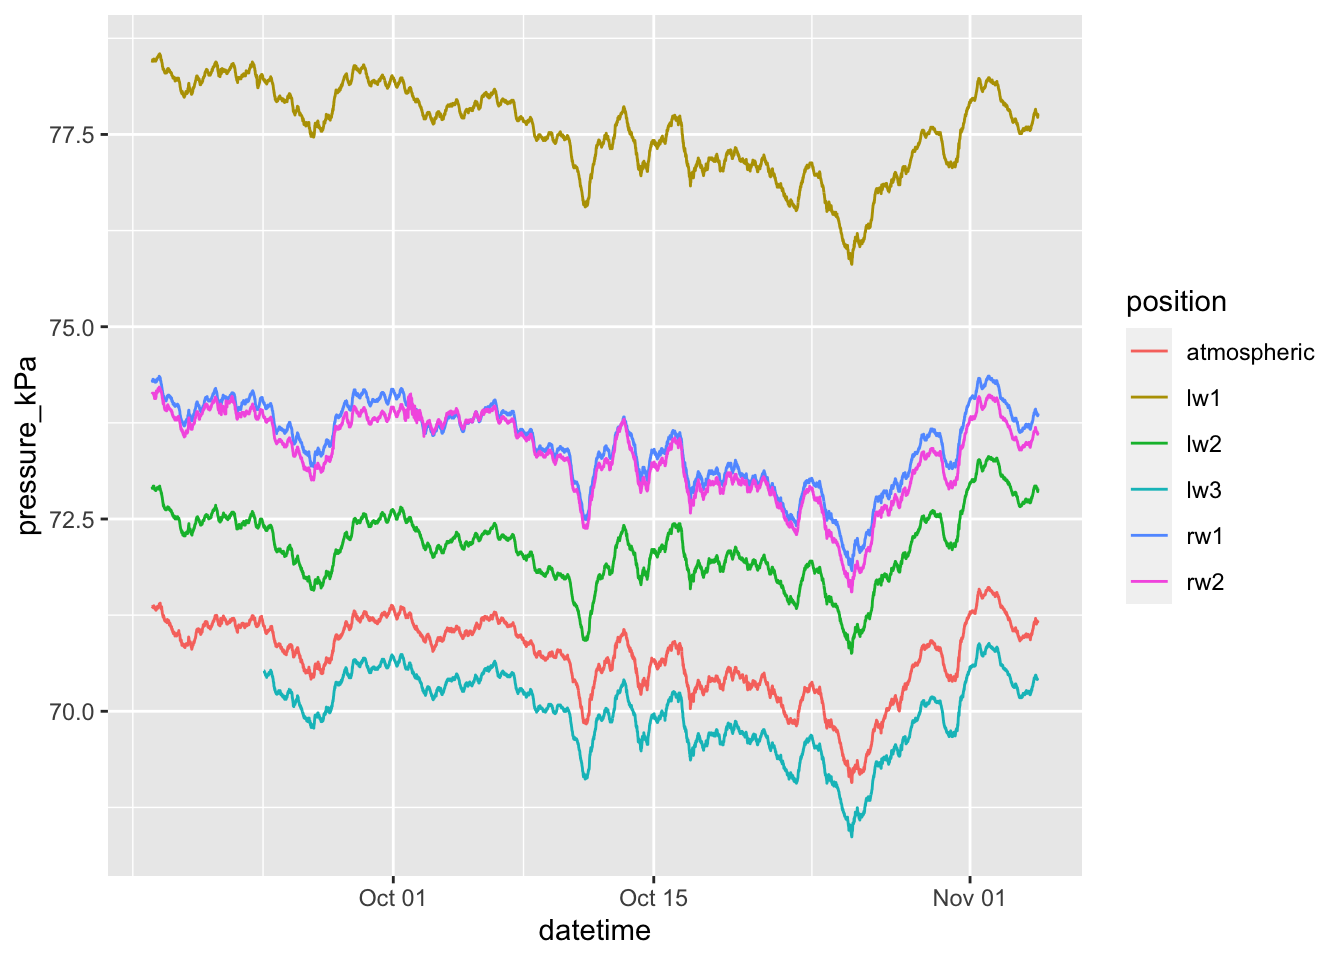 77.5
75.0
72.5
70.0
pressure_kPa
Oct 01
Oct 15
Nov 01
datetime
position
atmospheric
lw1
lw2
lw3
rw1
rw2